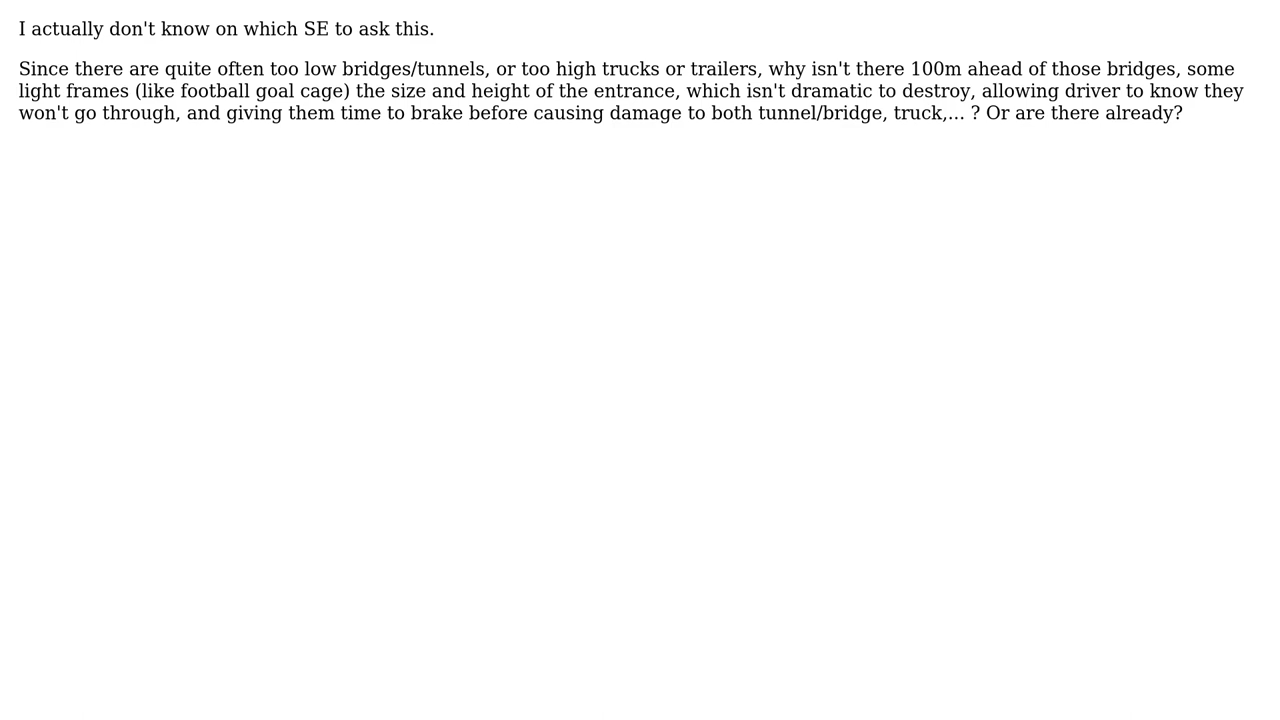 I actually don't know on which SE to ask this.
Since there are quite often too low bridges/tunnels, or too high trucks or trailers, why isn't there 100m ahead of those bridges, some
light frames (like football goal cage) the size and height of the entrance, which isn't dramatic to destroy, allowing driver to know they
won't go through, and giving them time to brake before causing damage to both tunnel/bridge, truck,... ? Or are there already?